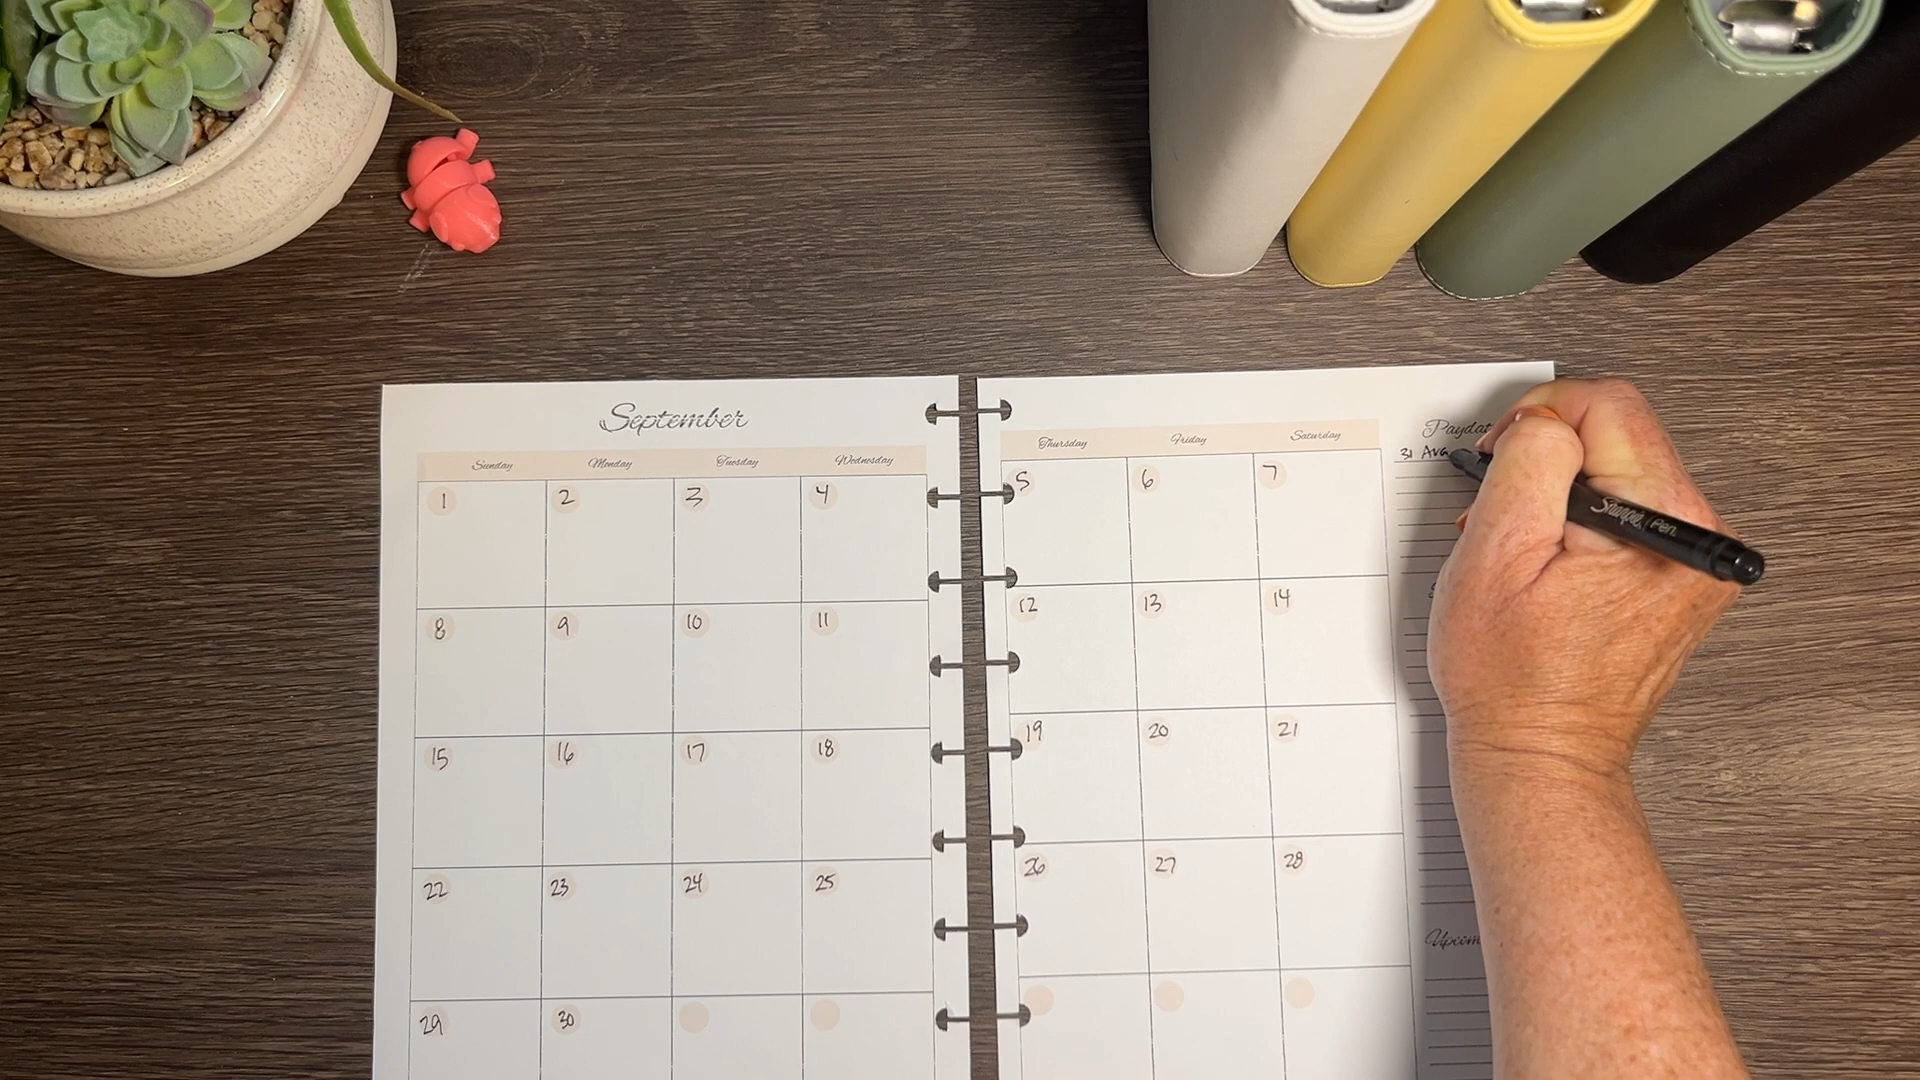 September
Sunday Monday Tuesday Wednesday
1 2 3 4
8 9 10 11
15 16 17 18
22 23 24 25
29 30
Thursday Friday Saturday
5 6 7
12 13 14
19 20 21
26 27 28
Paydat
31 Aug
Upcom
Sharpie Pen